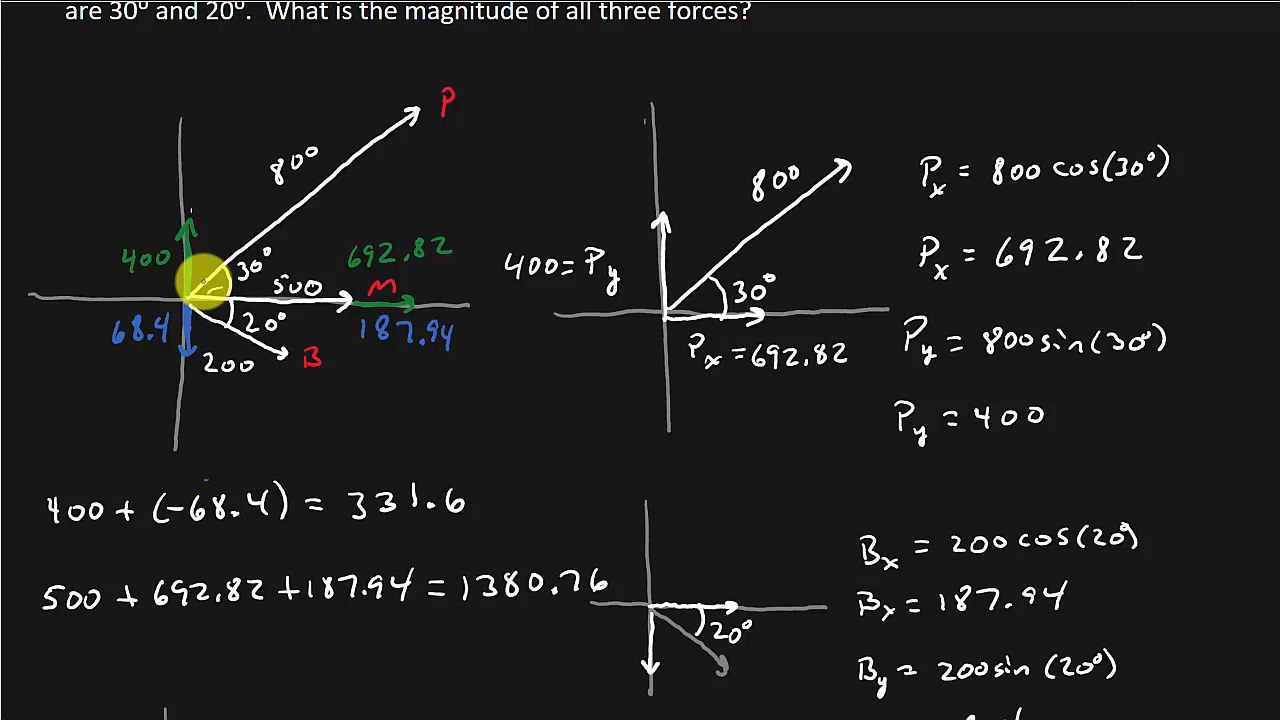 are 30⁰ and 20⁰. What is the magnitude of all three forces?
P
800
400
30°
692.82
500
M
68.4
20°
187.94
200
B
400 + (-68.4) = 331.6
500 + 692.82 + 187.94 = 1380.76
800
400 = Py
30°
Px = 692.82
Px = 800 cos(30°)
Px = 692.82
Py = 800 sin(30°)
Py = 400
20°
Bx = 200 cos(20°)
Bx = 187.94
By = 200 sin(20°)